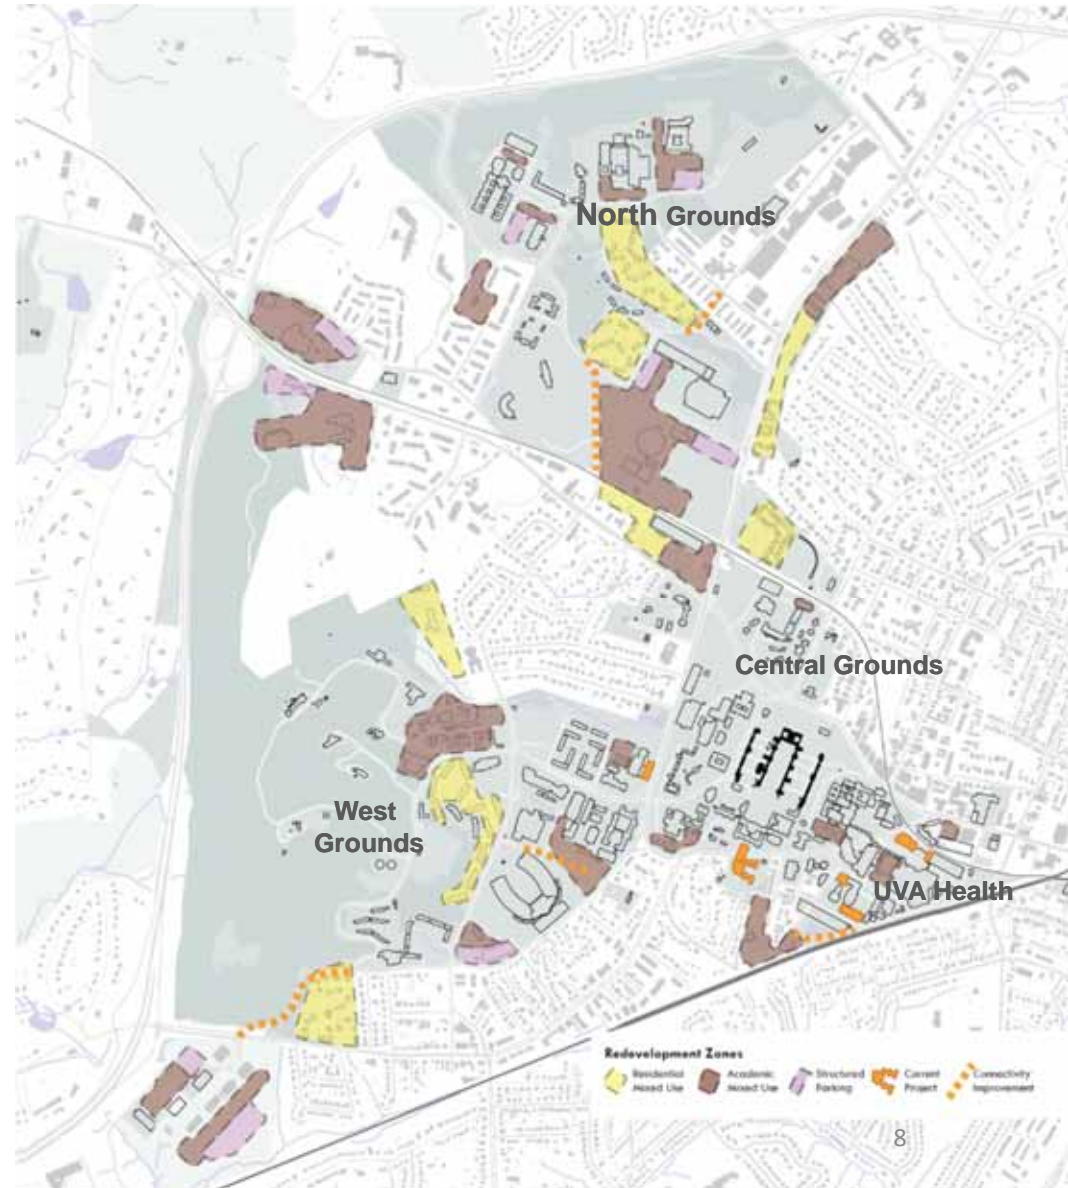 North Grounds
Central Grounds
West
Grounds
UVA Health
Redevelopment Zones
Residential
Mixed Use
Academic
Mixed Use
Structured
Parking
Current
Project
Connectivity
Improvement
8